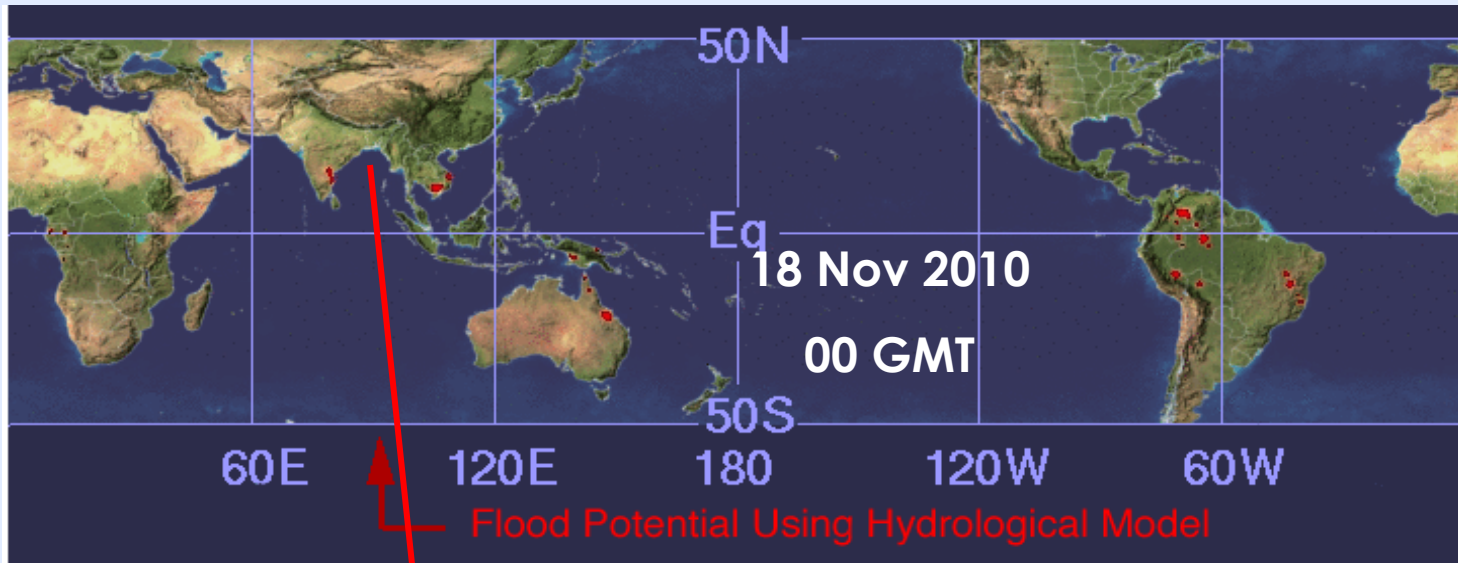 50N
Eq
18 Nov 2010
00 GMT
50S
60E 120E 180 120W 60W
Flood Potential Using Hydrological Model